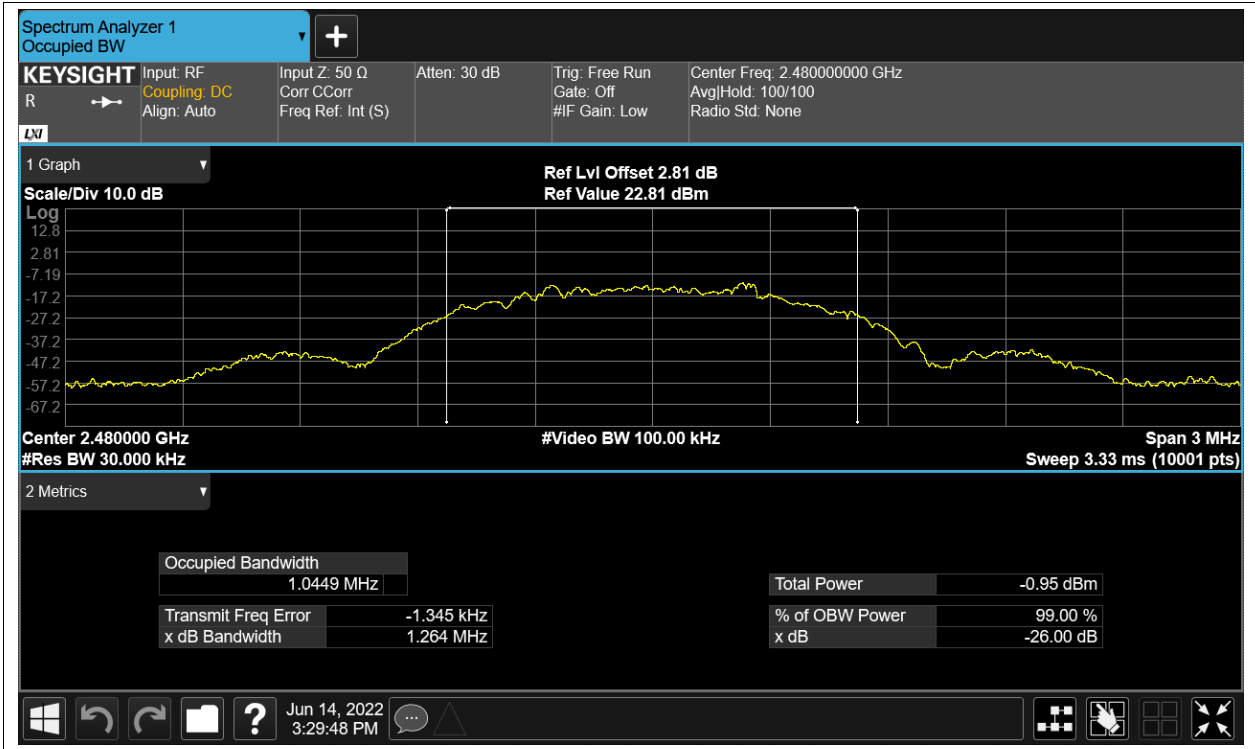 Spectrum Analyzer 1
Occupied BW
KEYSIGHT
R
LXI
Input: RF
Coupling: DC
Align: Auto
Input Z: 50 Ω
Corr CCorr
Freq Ref: Int (S)
Atten: 30 dB
Trig: Free Run
Gate: Off
#IF Gain: Low
Center Freq: 2.480000000 GHz
Avg|Hold: 100/100
Radio Std: None
1 Graph
Scale/Div 10.0 dB
Ref Lvl Offset 2.81 dB
Ref Value 22.81 dBm
Log
12.8
2.81
-7.19
-17.2
-27.2
-37.2
-47.2
-57.2
-67.2
Center 2.480000 GHz
#Res BW 30.000 kHz
#Video BW 100.00 kHz
Span 3 MHz
Sweep 3.33 ms (10001 pts)
2 Metrics
Occupied Bandwidth
1.0449 MHz
Transmit Freq Error -1.345 kHz
x dB Bandwidth 1.264 MHz
Total Power -0.95 dBm
% of OBW Power 99.00 %
x dB -26.00 dB
?
Jun 14, 2022
3:29:48 PM